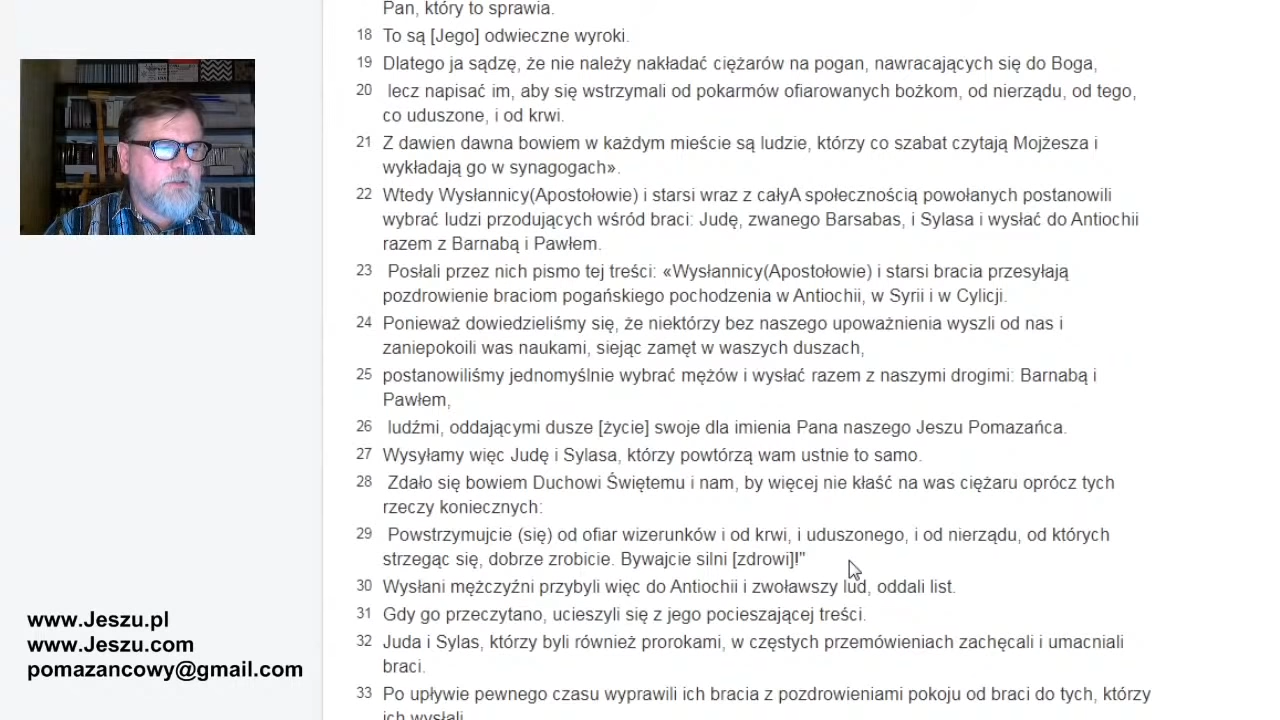 Pan, który to sprawia.
18 To są [Jego] odwieczne wyroki.
19 Dlatego ja sądzę, że nie należy nakładać ciężarów na pogan, nawracających się do Boga,
20 lecz napisać im, aby się wstrzymali od pokarmów ofiarowanych bożkom, od nierządu, od tego,
co uduszone, i od krwi.
21 Z dawien dawna bowiem w każdym mieście są ludzie, którzy co szabat czytają Mojżesza i
wykładają go w synagogach».
22 Wtedy Wysłannicy(Apostołowie) i starsi wraz z całyA społecznością powołanych postanowili
wybrać ludzi przodujących wśród braci: Judę, zwanego Barsabas, i Sylasa i wysłać do Antiochii
razem z Barnabą i Pawłem.
23 Posłali przez nich pismo tej treści: «Wysłannicy(Apostołowie) i starsi bracia przesyłają
pozdrowienie braciom pogańskiego pochodzenia w Antiochii, w Syrii i w Cylicji.
24 Ponieważ dowiedzieliśmy się, że niektórzy bez naszego upoważnienia wyszli od nas i
zaniepokoili was naukami, siejąc zamęt w waszych duszach,
25 postanowiliśmy jednomyślnie wybrać mężów i wysłać razem z naszymi drogimi: Barnabą i
Pawłem,
26 ludźmi, oddającymi dusze [życie] swoje dla imienia Pana naszego Jeszu Pomazańca.
27 Wysyłamy więc Judę i Sylasa, którzy powtórzą wam ustnie to samo.
28 Zdało się bowiem Duchowi Świętemu i nam, by więcej nie kłaść na was ciężaru oprócz tych
rzeczy koniecznych:
29 Powstrzymujcie (się) od ofiar wizerunków i od krwi, i uduszonego, i od nierządu, od których
strzegąc się, dobrze zrobicie. Bywajcie silni [zdrowi]!"
30 Wysłani mężczyźni przybyli więc do Antiochii i zwoławszy lud, oddali list.
31 Gdy go przeczytano, ucieszyli się z jego pocieszającej treści.
32 Juda i Sylas, którzy byli również prorokami, w częstych przemówieniach zachęcali i umacniali
braci.
33 Po upływie pewnego czasu wyprawili ich bracia z pozdrowieniami pokoju od braci do tych, którzy
ich wysłali.
www.Jeszu.pl
www.Jeszu.com
pomazancowy@gmail.com